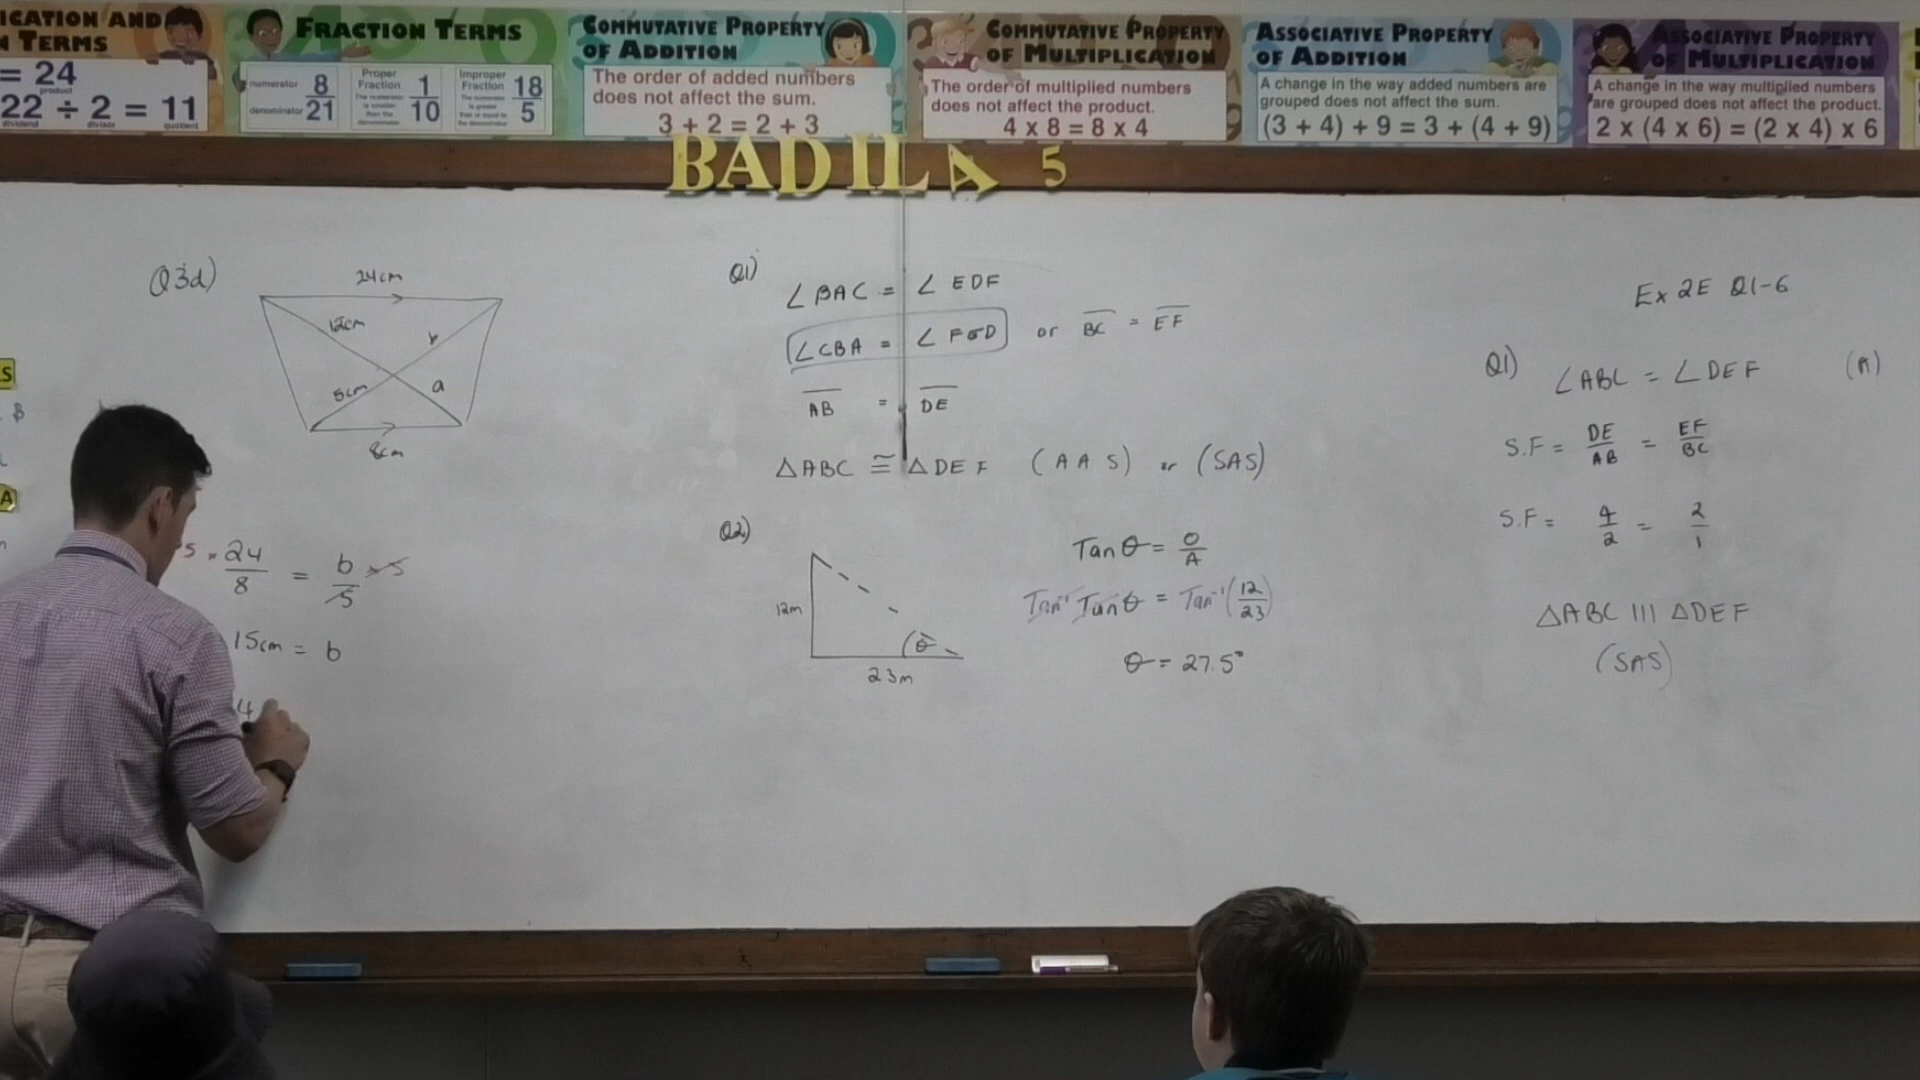 ICATION AND
N TERMS
= 24
product
22 ÷ 2 = 11
dividend divisor quotient
FRACTION TERMS
numerator 8
denominator 21
Proper Fraction 1/10
Improper Fraction 18/5
COMMUTATIVE PROPERTY
OF ADDITION
The order of added numbers
does not affect the sum.
3 + 2 = 2 + 3
COMMUTATIVE PROPERTY
OF MULTIPLICATION
The order of multiplied numbers
does not affect the product.
4 x 8 = 8 x 4
ASSOCIATIVE PROPERTY
OF ADDITION
A change in the way added numbers are
grouped does not affect the sum.
(3 + 4) + 9 = 3 + (4 + 9)
ASSOCIATIVE PROPERTY
OF MULTIPLICATION
A change in the way multiplied numbers
are grouped does not affect the product.
2 x (4 x 6) = (2 x 4) x 6
BADILA 5
S
B
A
Q3d)
24cm
12cm
b
5cm
a
8cm
5 × 24/8 = b/5 × 5
15cm = b
4
Q1)
∠BAC = ∠EDF
∠CBA = ∠FED or BC = EF
AB = DE
△ABC ≅ △DEF (AAS) or (SAS)
Q2)
12m
θ
23m
Tan θ = O/A
Tan⁻¹ Tan θ = Tan⁻¹(12/23)
θ = 27.5°
Ex 2E Q1-6
Q1) ∠ABC = ∠DEF (A)
S.F = DE/AB = EF/BC
S.F = 4/2 = 2/1
△ABC ||| △DEF
(SAS)